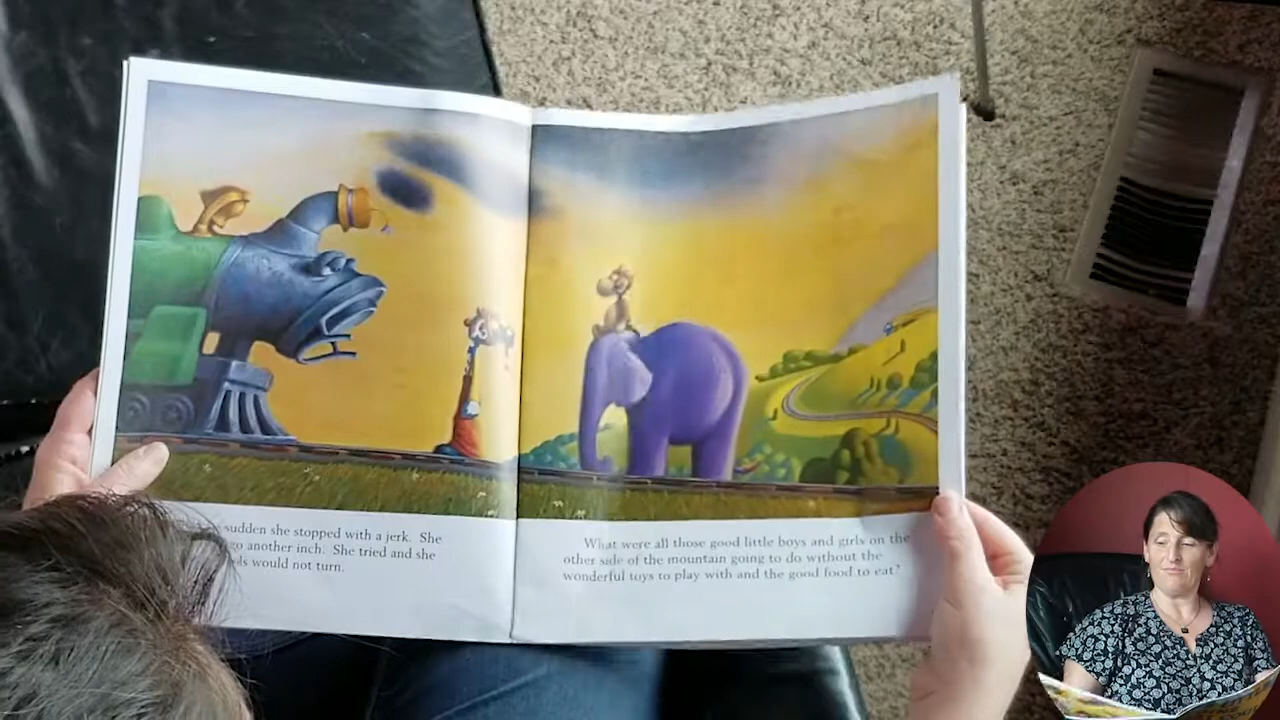 sudden she stopped with a jerk. She
go another inch. She tried and she
would not turn.
What were all those good little boys and girls on the
other side of the mountain going to do without the
wonderful toys to play with and the good food to eat?